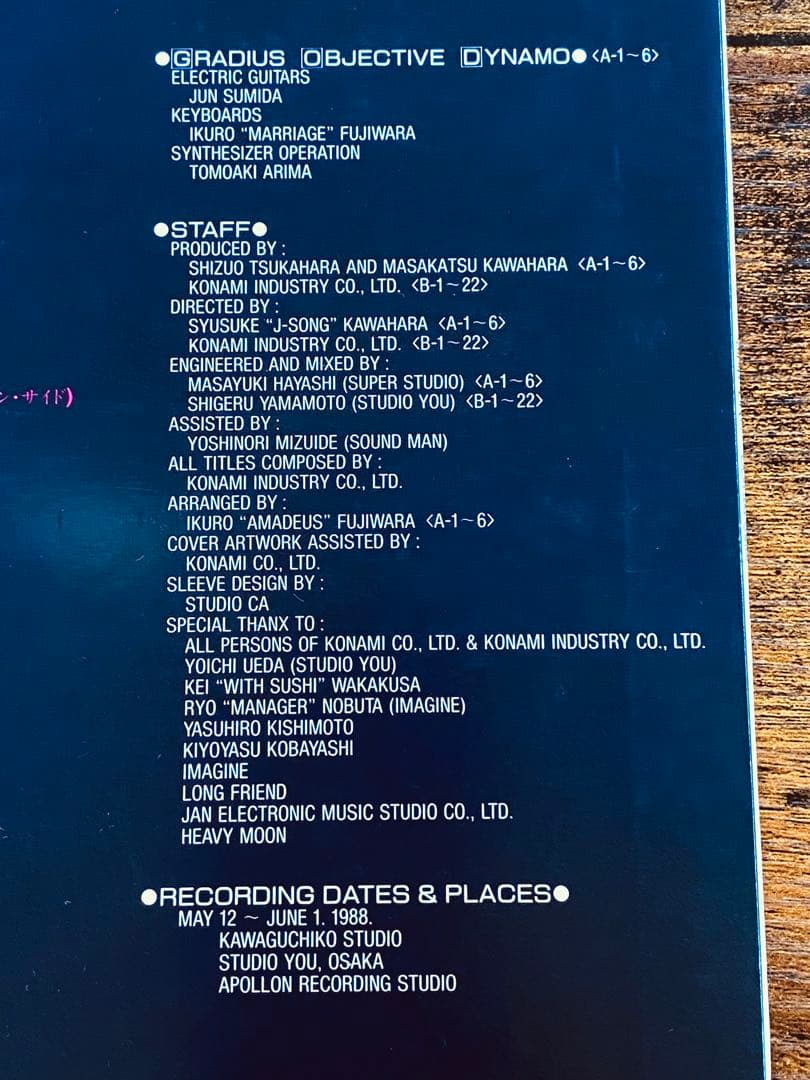 ●GRADIUS OBJECTIVE DYNAMO● <A-1~6>
ELECTRIC GUITARS
JUN SUMIDA
KEYBOARDS
IKURO “MARRIAGE” FUJIWARA
SYNTHESIZER OPERATION
TOMOAKI ARIMA
●STAFF●
PRODUCED BY :
SHIZUO TSUKAHARA AND MASAKATSU KAWAHARA <A-1~6>
KONAMI INDUSTRY CO., LTD. <B-1~22>
DIRECTED BY :
SYUSUKE “J-SONG” KAWAHARA <A-1~6>
KONAMI INDUSTRY CO., LTD. <B-1~22>
ENGINEERED AND MIXED BY :
MASAYUKI HAYASHI (SUPER STUDIO) <A-1~6>
ン・サイド)
SHIGERU YAMAMOTO (STUDIO YOU) <B-1~22>
ASSISTED BY :
YOSHINORI MIZUIDE (SOUND MAN)
ALL TITLES COMPOSED BY :
KONAMI INDUSTRY CO., LTD.
ARRANGED BY :
IKURO “AMADEUS” FUJIWARA <A-1~6>
COVER ARTWORK ASSISTED BY :
KONAMI CO., LTD.
SLEEVE DESIGN BY :
STUDIO CA
SPECIAL THANX TO :
ALL PERSONS OF KONAMI CO., LTD. & KONAMI INDUSTRY CO., LTD.
YOICHI UEDA (STUDIO YOU)
KEI “WITH SUSHI” WAKAKUSA
RYO “MANAGER” NOBUTA (IMAGINE)
YASUHIRO KISHIMOTO
KIYOYASU KOBAYASHI
IMAGINE
LONG FRIEND
JAN ELECTRONIC MUSIC STUDIO CO., LTD.
HEAVY MOON
●RECORDING DATES & PLACES●
MAY 12 ~ JUNE 1. 1988.
KAWAGUCHIKO STUDIO
STUDIO YOU, OSAKA
APOLLON RECORDING STUDIO